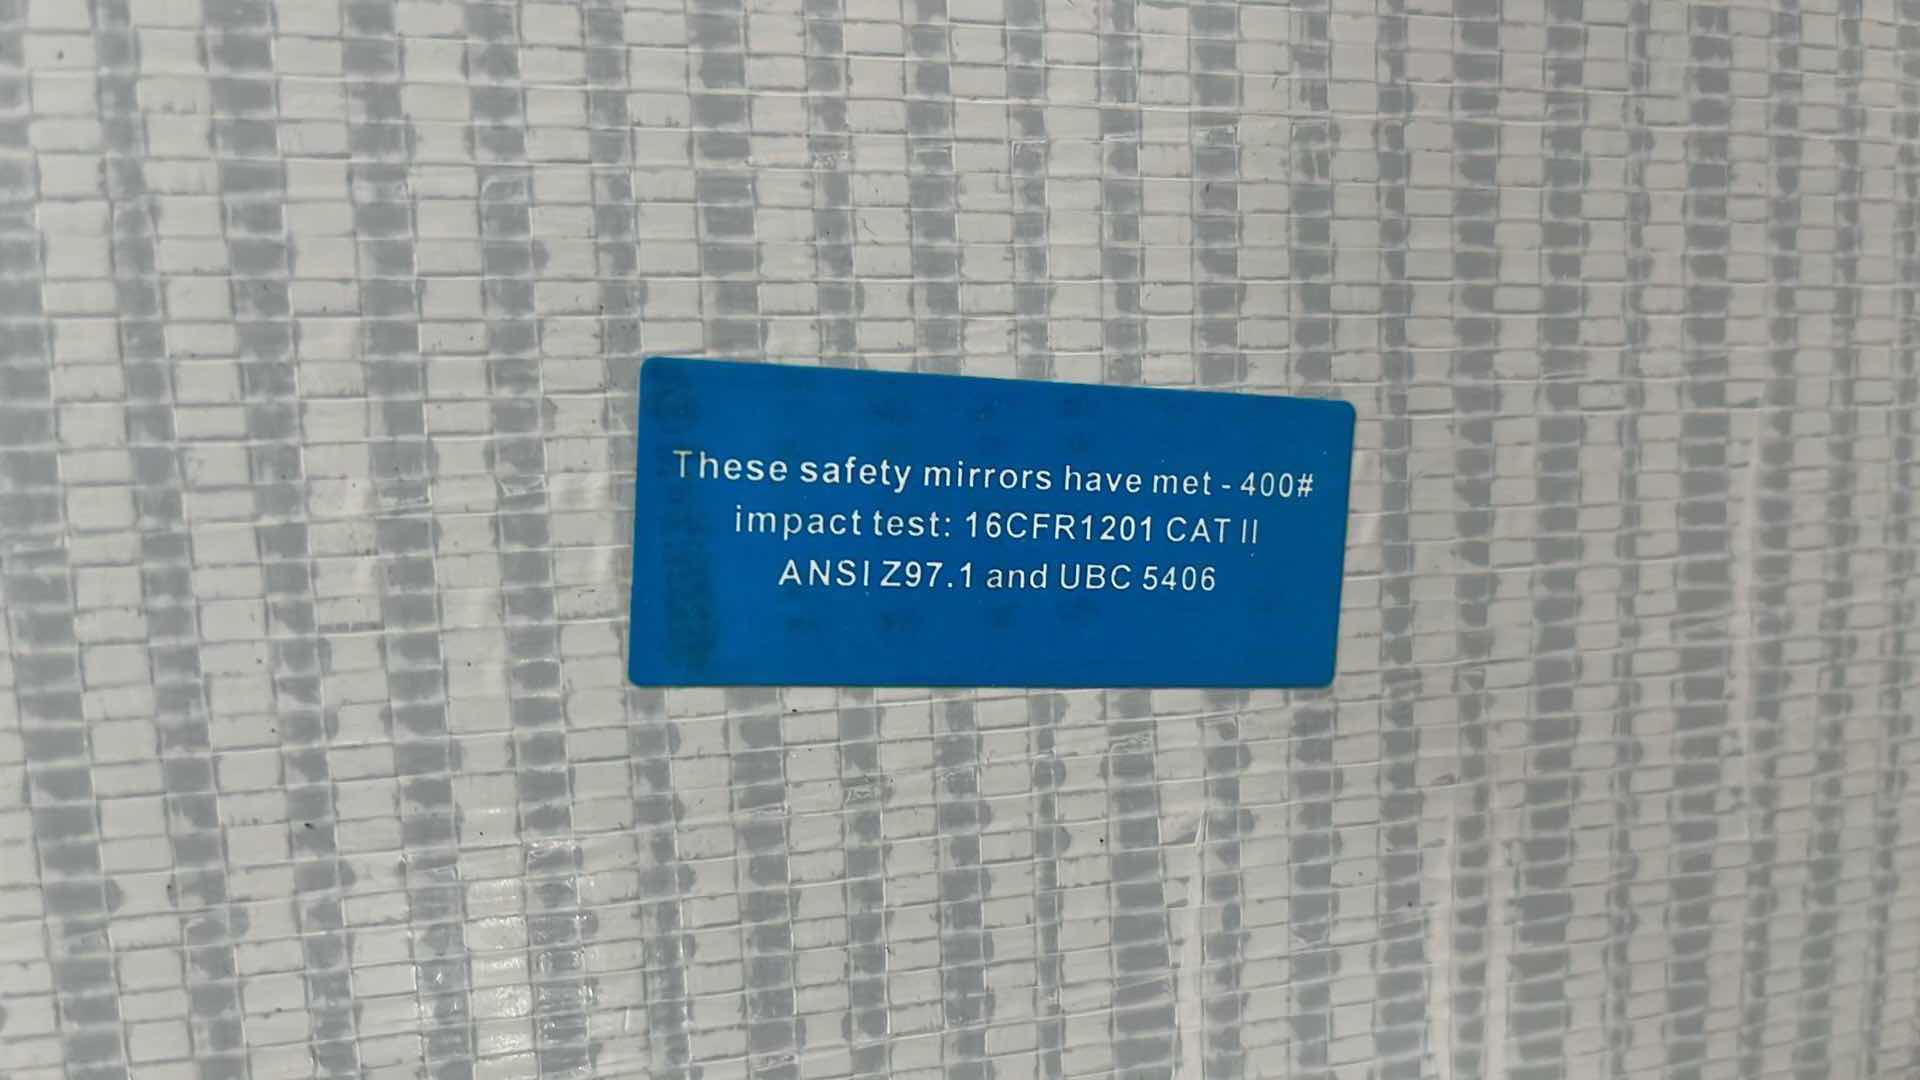 These safety mirrors have met - 400#
impact test: 16CFR1201 CAT II
ANSI Z97.1 and UBC 5406